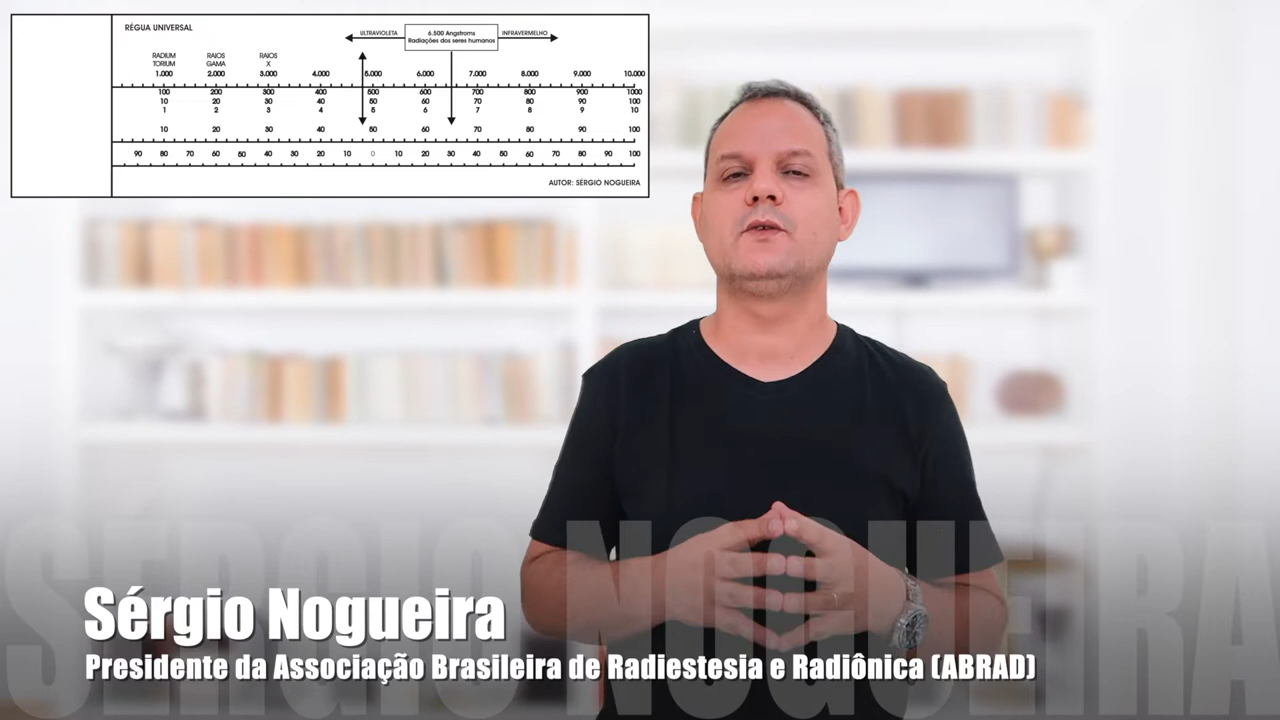 RÉGUA UNIVERSAL
ULTRAVIOLETA
6.500 Angstroms
Radiações dos seres humanos
INFRAVERMELHO
RADIUM
TORIUM
RAIOS
GAMA
RAIOS
X
1.000 2.000 3.000 4.000 5.000 6.000 7.000 8.000 9.000 10.000
100 200 300 400 500 600 700 800 900 1000
10 20 30 40 50 60 70 80 90 100
1 2 3 4 5 6 7 8 9 10
10 20 30 40 50 60 70 80 90 100
90 80 70 60 50 40 30 20 10 0 10 20 30 40 50 60 70 80 90 100
AUTOR: SÉRGIO NOGUEIRA
SÉRGIO NOGUEIRA
Sérgio Nogueira
Presidente da Associação Brasileira de Radiestesia e Radiônica (ABRAD)